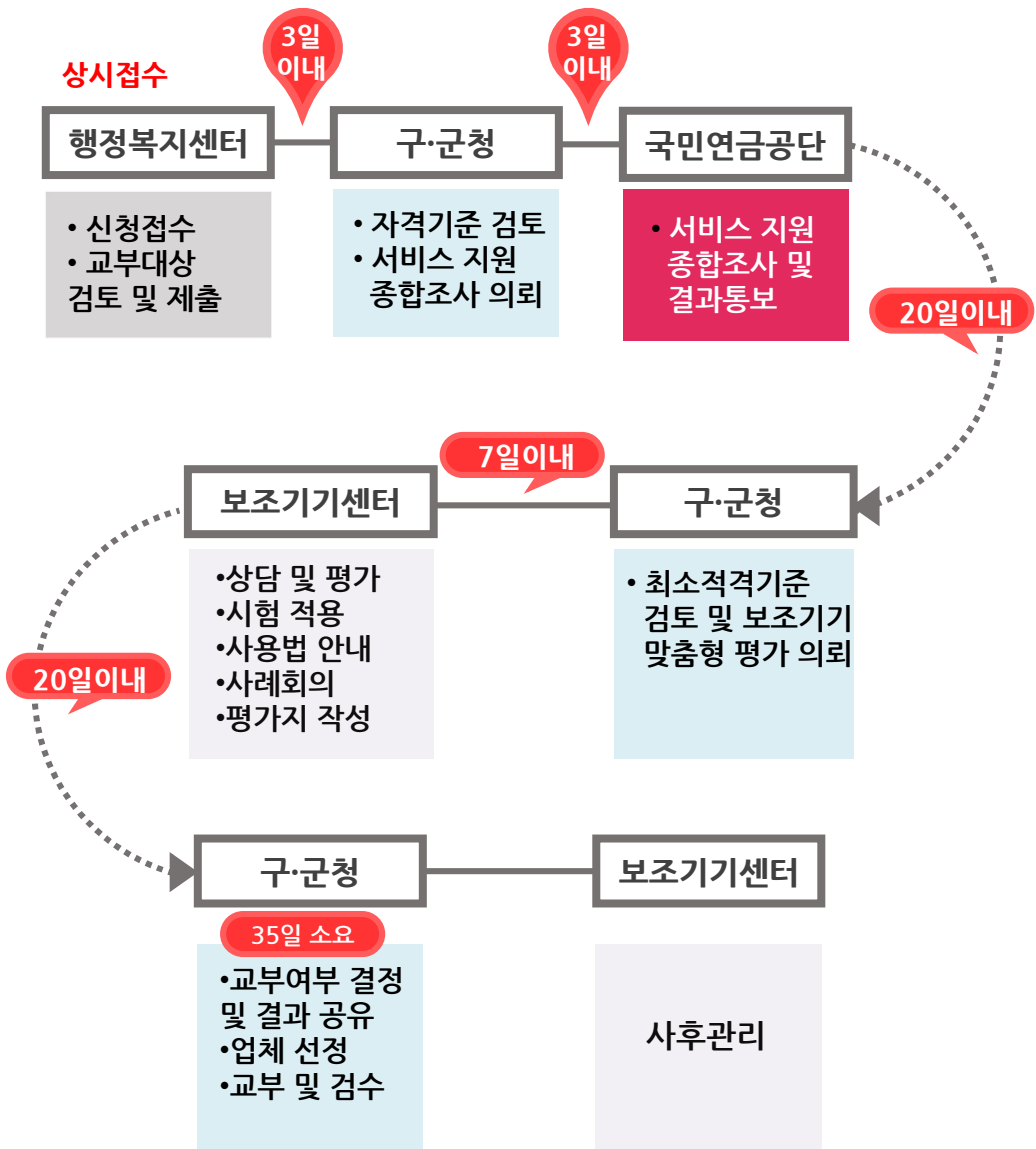 상시접수
3일
이내
3일
이내
행정복지센터
구·군청
국민연금공단
• 신청접수
• 교부대상
검토 및 제출
• 자격기준 검토
• 서비스 지원
종합조사 의뢰
• 서비스 지원
종합조사 및
결과통보
20일이내
7일이내
보조기기센터
구·군청
•상담 및 평가
•시험 적용
•사용법 안내
•사례회의
•평가지 작성
• 최소적격기준
검토 및 보조기기
맞춤형 평가 의뢰
20일이내
구·군청
보조기기센터
35일 소요
•교부여부 결정
및 결과 공유
•업체 선정
•교부 및 검수
사후관리